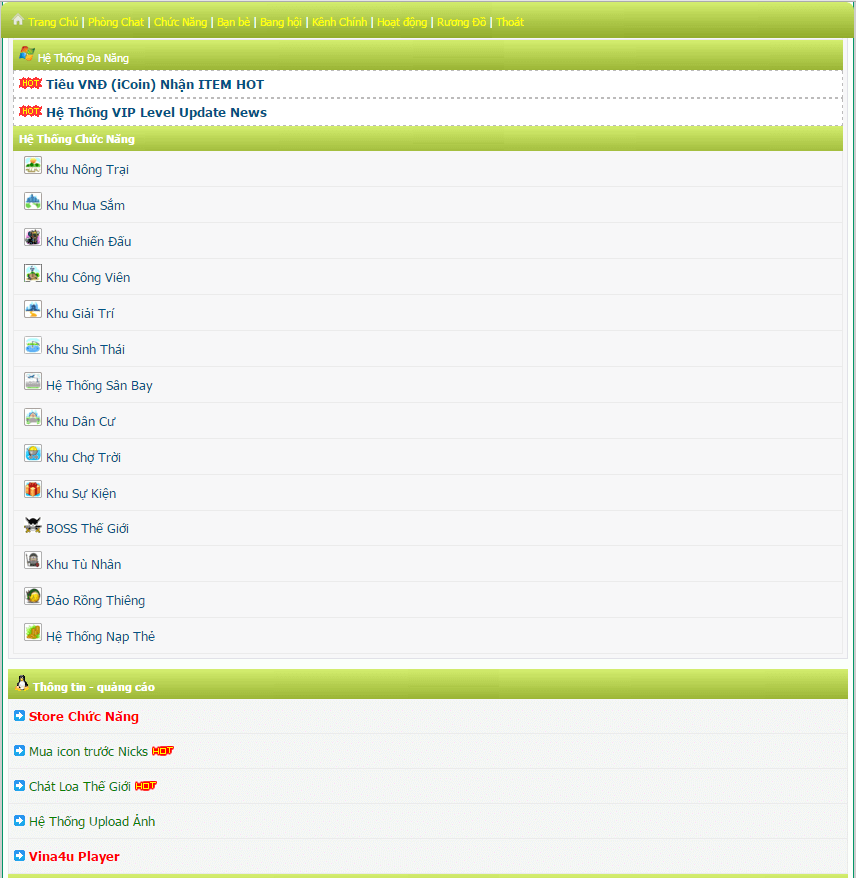 Trang Chủ | Phòng Chat | Chức Năng | Bạn bè | Bang hội | Kênh Chính | Hoạt động | Rương Đồ | Thoát
Hệ Thống Đa Năng
HOT Tiêu VNĐ (iCoin) Nhận ITEM HOT
HOT Hệ Thống VIP Level Update News
Hệ Thống Chức Năng
Khu Nông Trại
Khu Mua Sắm
Khu Chiến Đấu
Khu Công Viên
Khu Giải Trí
Khu Sinh Thái
Hệ Thống Sân Bay
Khu Dân Cư
Khu Chợ Trời
Khu Sự Kiện
BOSS Thế Giới
Khu Tù Nhân
Đảo Rồng Thiêng
Hệ Thống Nạp Thẻ
Thông tin - quảng cáo
Store Chức Năng
Mua icon trước Nicks HOT
Chát Loa Thế Giới HOT
Hệ Thống Upload Ảnh
Vina4u Player